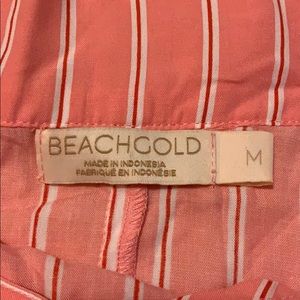 BEACHGOLD
MADE IN INDONESIA
FABRIQUÉ EN INDONÉSIE
M